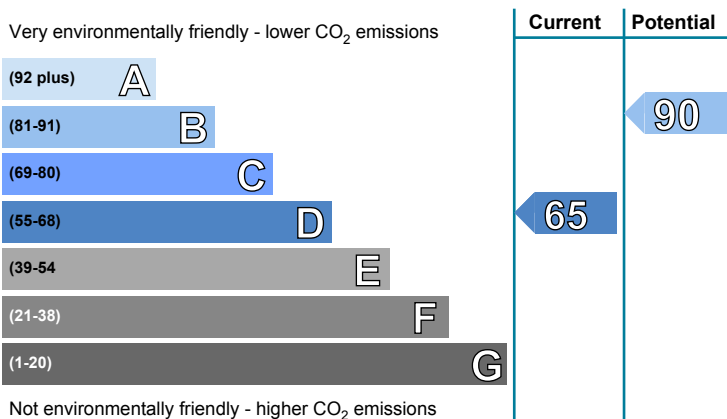 Current Potential
Very environmentally friendly - lower CO2 emissions
(92 plus) A
(81-91) B 90
(69-80) C
(55-68) D 65
(39-54 E
(21-38) F
(1-20) G
Not environmentally friendly - higher CO2 emissions